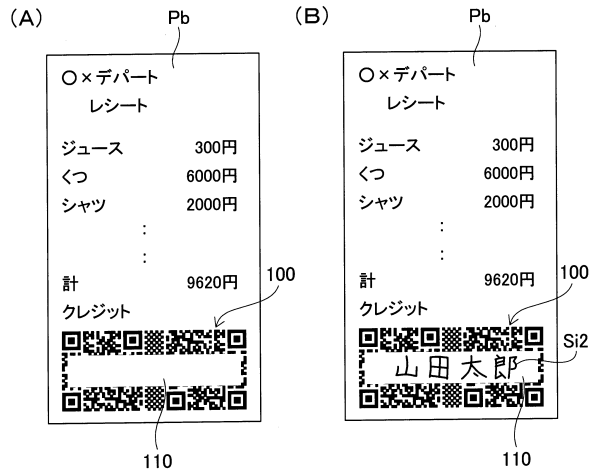 (A)
Pb
○×デパート
レシート
ジュース 300円
くつ 6000円
シャツ 2000円
:
:
計 9620円
クレジット
100
110
(B)
Pb
○×デパート
レシート
ジュース 300円
くつ 6000円
シャツ 2000円
:
:
計 9620円
クレジット
100
山田太郎
Si2
110